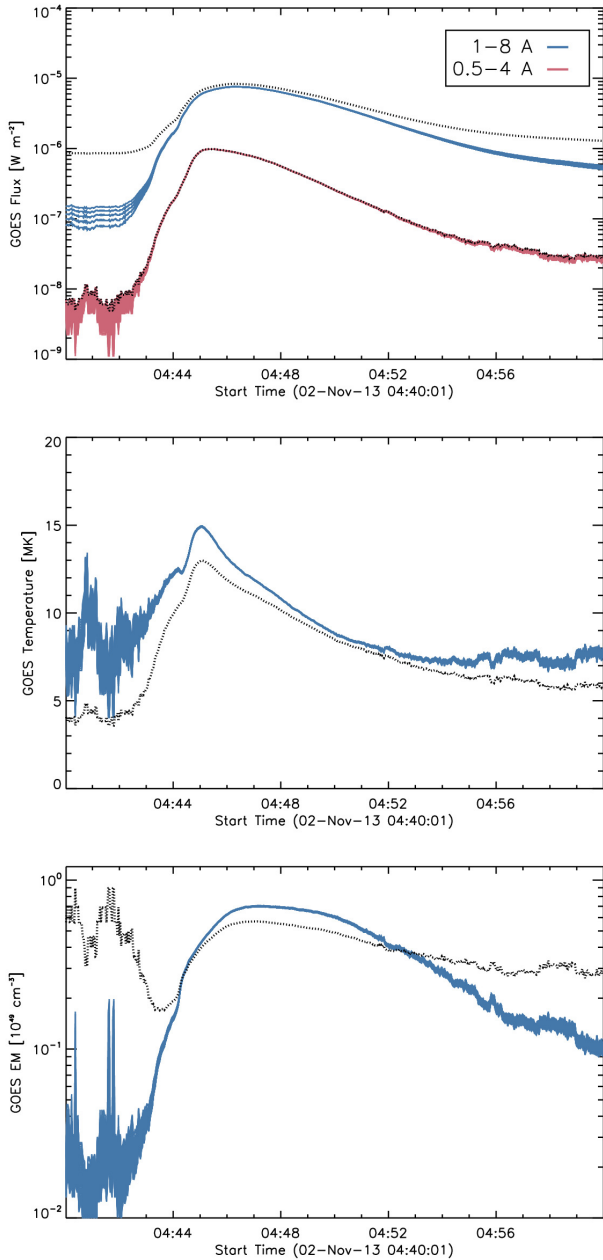 10⁻⁴
10⁻⁵
10⁻⁶
10⁻⁷
10⁻⁸
10⁻⁹
GOES Flux [W m⁻²]
1−8 A
0.5−4 A
04:44 04:48 04:52 04:56
Start Time (02−Nov−13 04:40:01)
20
15
10
5
0
GOES Temperature [MK]
04:44 04:48 04:52 04:56
Start Time (02−Nov−13 04:40:01)
10⁰
10⁻¹
10⁻²
GOES EM [10⁴⁹ cm⁻³]
04:44 04:48 04:52 04:56
Start Time (02−Nov−13 04:40:01)